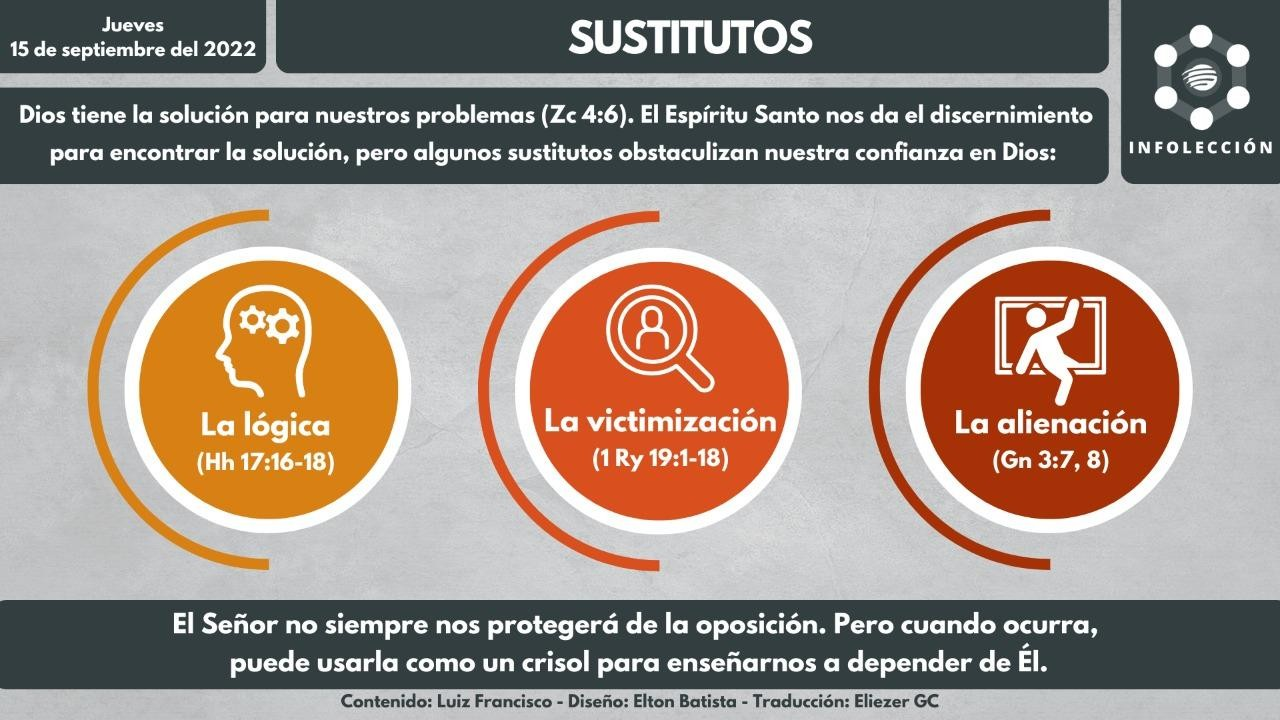 Jueves
15 de septiembre del 2022
SUSTITUTOS
INFOLECCIÓN
Dios tiene la solución para nuestros problemas (Zc 4:6). El Espíritu Santo nos da el discernimiento
para encontrar la solución, pero algunos sustitutos obstaculizan nuestra confianza en Dios:
La lógica
(Hh 17:16-18)
La victimización
(1 Ry 19:1-18)
La alienación
(Gn 3:7, 8)
El Señor no siempre nos protegerá de la oposición. Pero cuando ocurra,
puede usarla como un crisol para enseñarnos a depender de Él.
Contenido: Luiz Francisco - Diseño: Elton Batista - Traducción: Eliezer GC